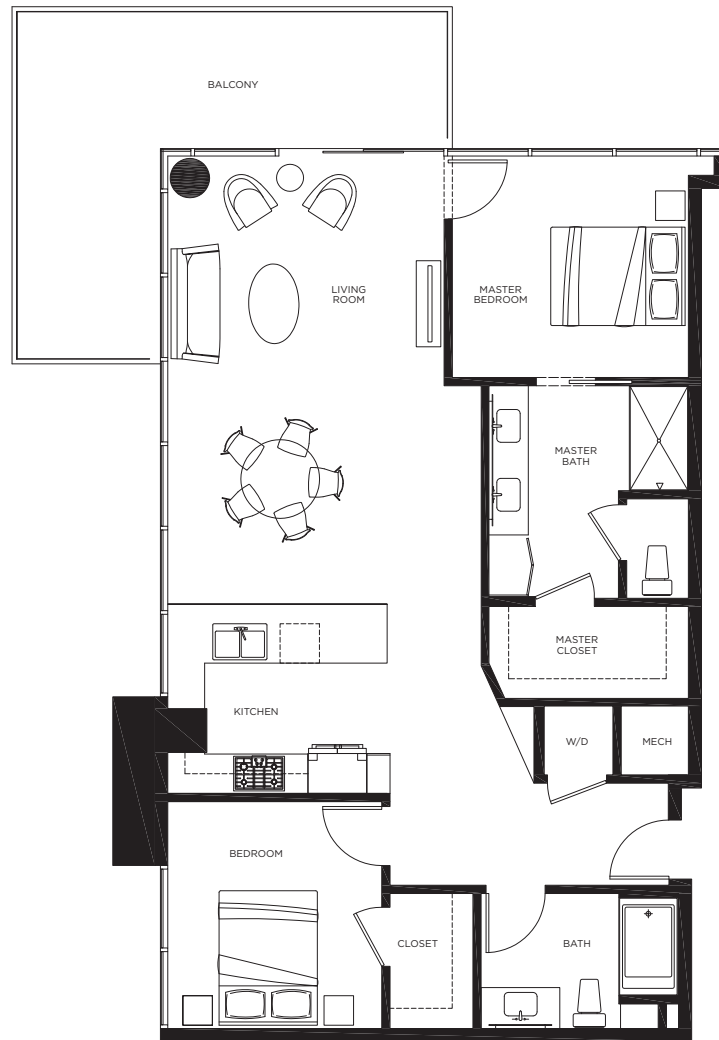 BALCONY
LIVING
ROOM
MASTER
BEDROOM
MASTER
BATH
MASTER
CLOSET
KITCHEN
W/D
MECH
BEDROOM
CLOSET
BATH